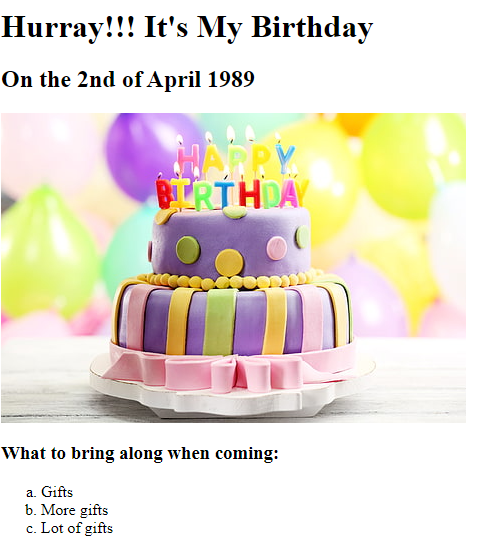 Hurray!!! It's My Birthday
On the 2nd of April 1989
HAPPY
BIRTHDAY
What to bring along when coming:
a. Gifts
b. More gifts
c. Lot of gifts